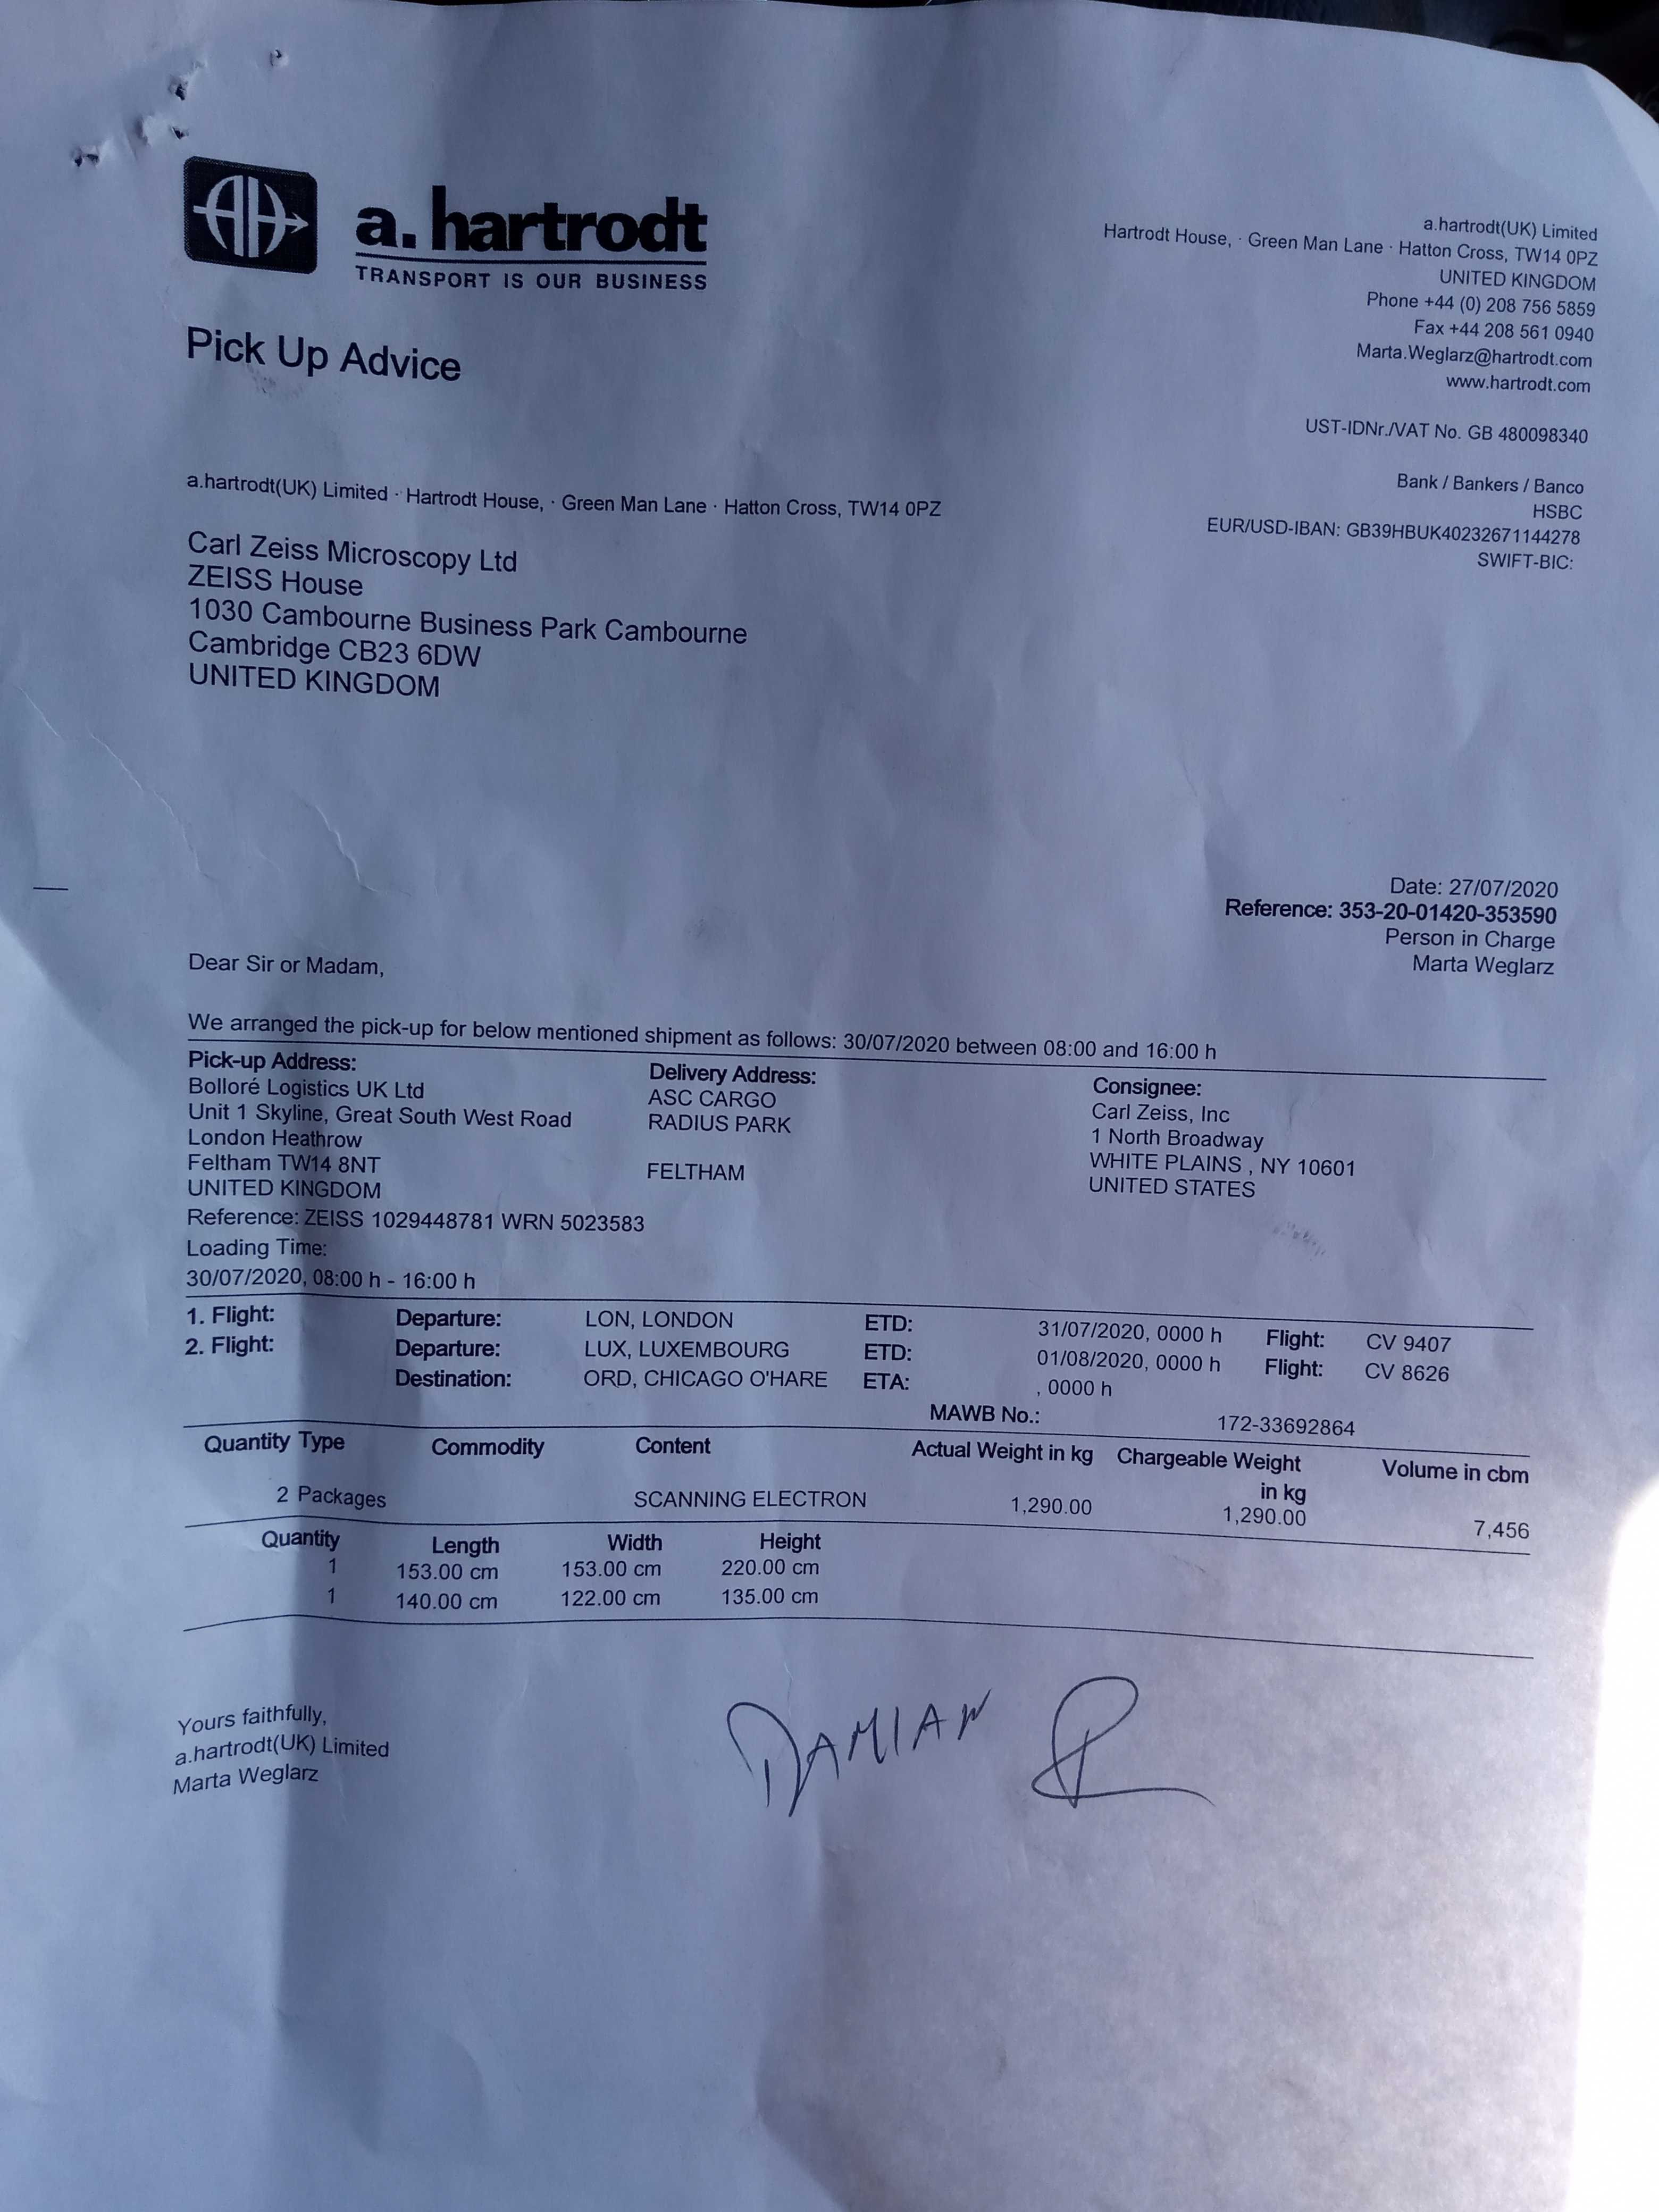 a. hartrodt
TRANSPORT IS OUR BUSINESS
Pick Up Advice
a.hartrodt(UK) Limited
Hartrodt House, · Green Man Lane · Hatton Cross, TW14 0PZ
UNITED KINGDOM
Phone +44 (0) 208 756 5859
Fax +44 208 561 0940
Marta.Weglarz@hartrodt.com
www.hartrodt.com
UST-IDNr./VAT No. GB 480098340
Bank / Bankers / Banco
HSBC
EUR/USD-IBAN: GB39HBUK40232671144278
SWIFT-BIC:
a.hartrodt(UK) Limited · Hartrodt House, · Green Man Lane · Hatton Cross, TW14 0PZ
Carl Zeiss Microscopy Ltd
ZEISS House
1030 Cambourne Business Park Cambourne
Cambridge CB23 6DW
UNITED KINGDOM
Date: 27/07/2020
Reference: 353-20-01420-353590
Person in Charge
Marta Weglarz
Dear Sir or Madam,
We arranged the pick-up for below mentioned shipment as follows: 30/07/2020 between 08:00 and 16:00 h
Pick-up Address:
Bolloré Logistics UK Ltd
Unit 1 Skyline, Great South West Road
London Heathrow
Feltham TW14 8NT
UNITED KINGDOM
Reference: ZEISS 1029448781 WRN 5023583
Loading Time:
30/07/2020, 08:00 h - 16:00 h
Delivery Address:
ASC CARGO
RADIUS PARK
FELTHAM
Consignee:
Carl Zeiss, Inc
1 North Broadway
WHITE PLAINS , NY 10601
UNITED STATES
1. Flight: Departure: LON, LONDON ETD: 31/07/2020, 0000 h Flight: CV 9407
2. Flight: Departure: LUX, LUXEMBOURG ETD: 01/08/2020, 0000 h Flight: CV 8626
Destination: ORD, CHICAGO O'HARE ETA: , 0000 h
MAWB No.: 172-33692864
Quantity Type Commodity Content Actual Weight in kg Chargeable Weight in kg Volume in cbm
2 Packages SCANNING ELECTRON 1,290.00 1,290.00 7,456
Quantity Length Width Height
1 153.00 cm 153.00 cm 220.00 cm
1 140.00 cm 122.00 cm 135.00 cm
Yours faithfully,
a.hartrodt(UK) Limited
Marta Weglarz
DAMIAN